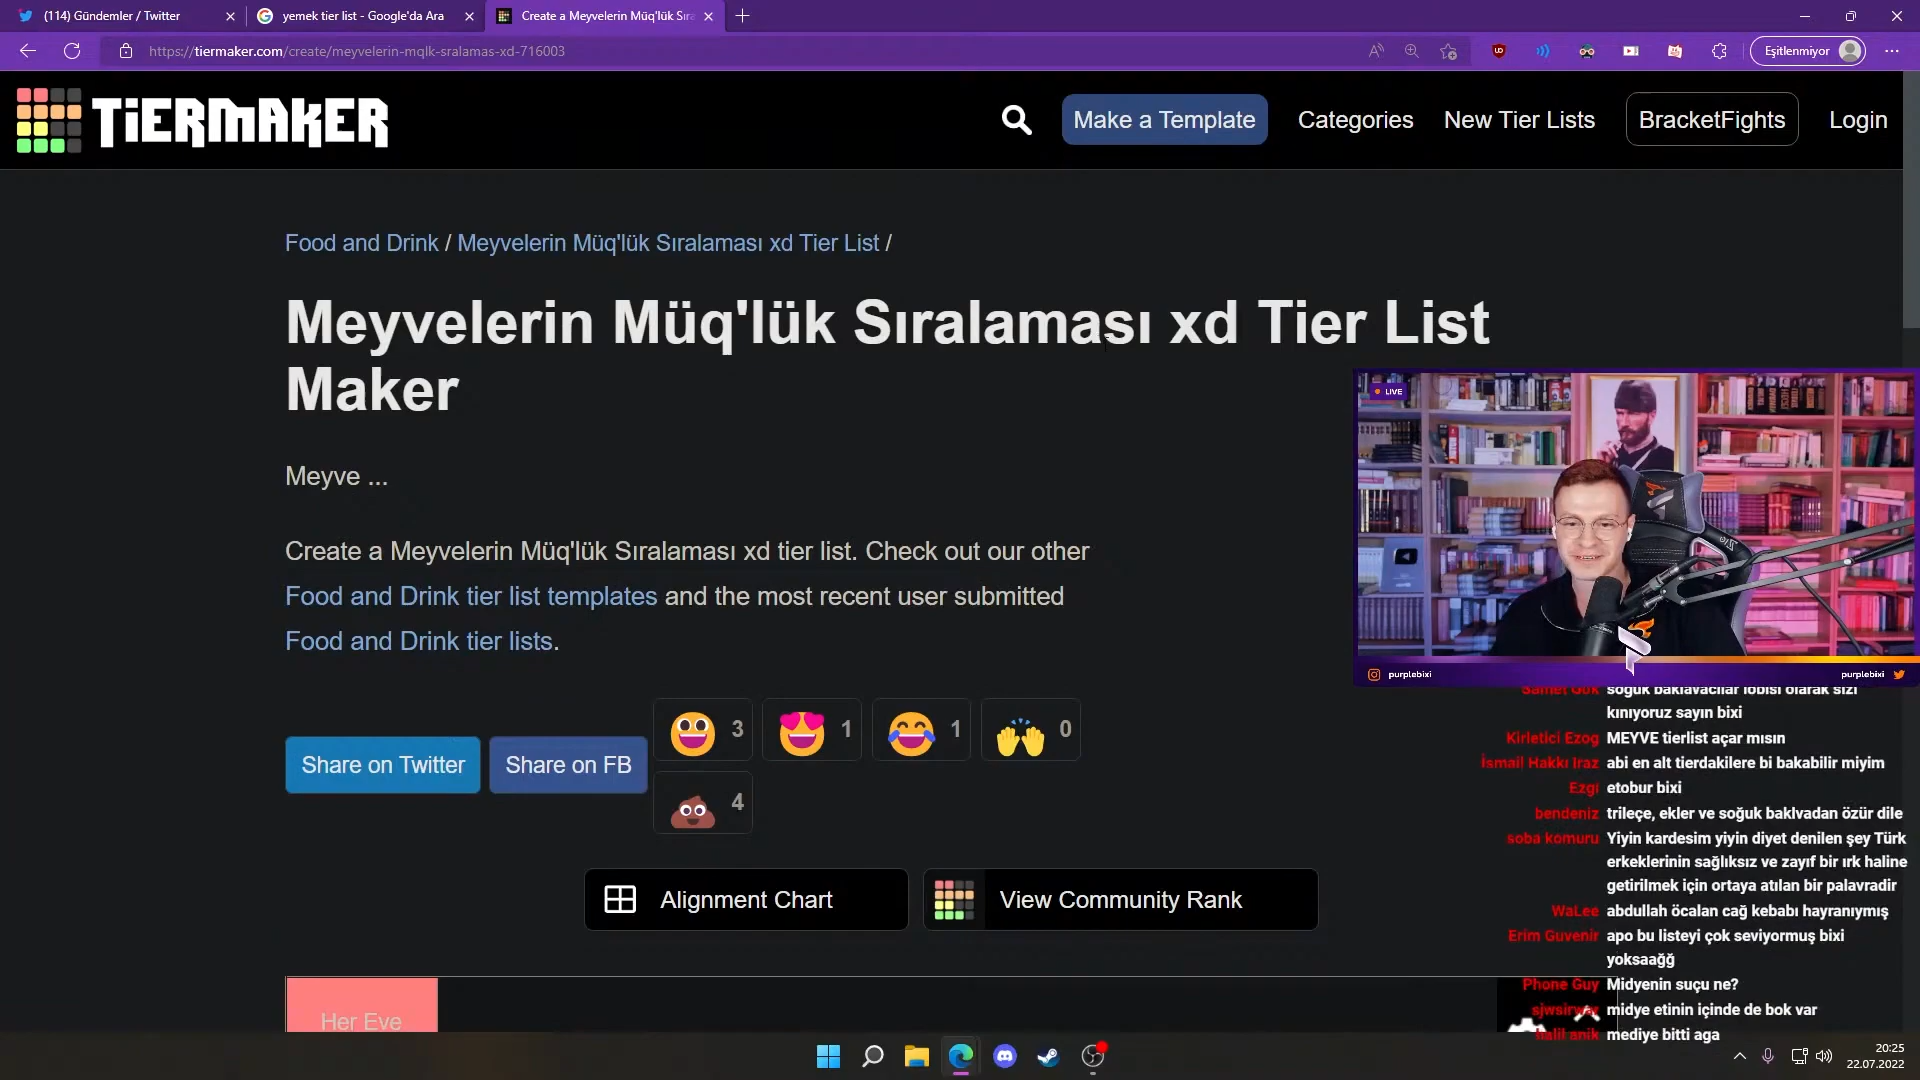 (114) Gündemler / Twitter
yemek tier list - Google'da Ara
Create a Meyvelerin Müq'lük Sıra
https://tiermaker.com/create/meyvelerin-mqlk-sralamas-xd-716003
Eşitlenmiyor
TiERMAKER
Make a Template
Categories
New Tier Lists
BracketFights
Login
Food and Drink / Meyvelerin Müq'lük Sıralaması xd Tier List /
Meyvelerin Müq'lük Sıralaması xd Tier List
Maker
Meyve ...
Create a Meyvelerin Müq'lük Sıralaması xd tier list. Check out our other
Food and Drink tier list templates and the most recent user submitted
Food and Drink tier lists.
Share on Twitter
Share on FB
3
1
1
0
4
Alignment Chart
View Community Rank
Her Eve
LIVE
purplebixi
purplebixi
soğuk baklavacılar lobisi olarak sizi
kınıyoruz sayın bixi
Kirletici Ezog MEYVE tierlist açar mısın
İsmail Hakkı Iraz abi en alt tierdakilere bi bakabilir miyim
Ezgi etobur bixi
bendeniz trileçe, ekler ve soğuk baklvadan özür dile
soba komuru Yiyin kardesim yiyin diyet denilen şey Türk
erkeklerinin sağlıksız ve zayıf bir ırk haline
getirilmek için ortaya atılan bir palavradir
WaLee abdullah öcalan cağ kebabı hayranıymış
Erim Guvenir apo bu listeyi çok seviyormuş bixi
yoksaağğ
Phone Guy Midyenin suçu ne?
sjwsirway midye etinin içinde de bok var
halil anik mediye bitti aga
20:25
22.07.2022